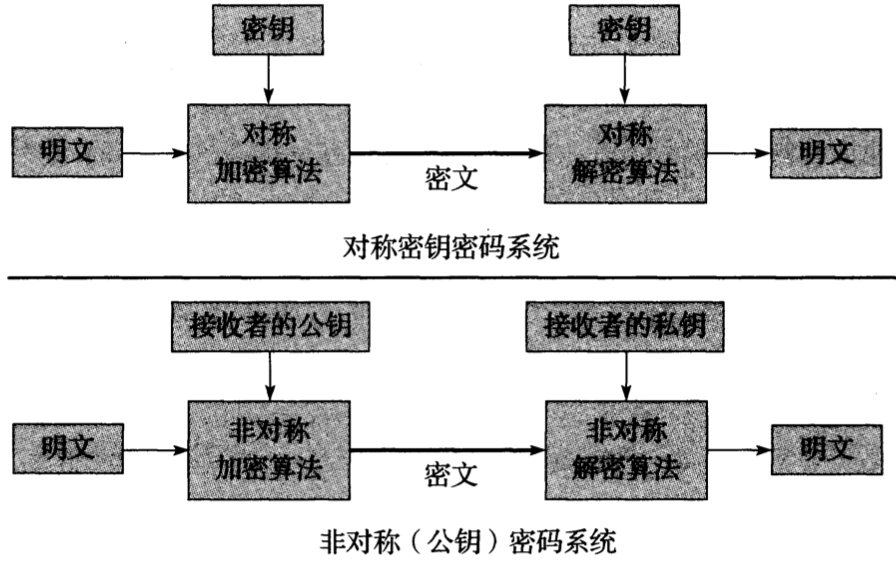 密钥
密钥
明文
对称
加密算法
密文
对称
解密算法
明文
对称密钥密码系统
接收者的公钥
接收者的私钥
明文
非对称
加密算法
密文
非对称
解密算法
明文
非对称（公钥）密码系统